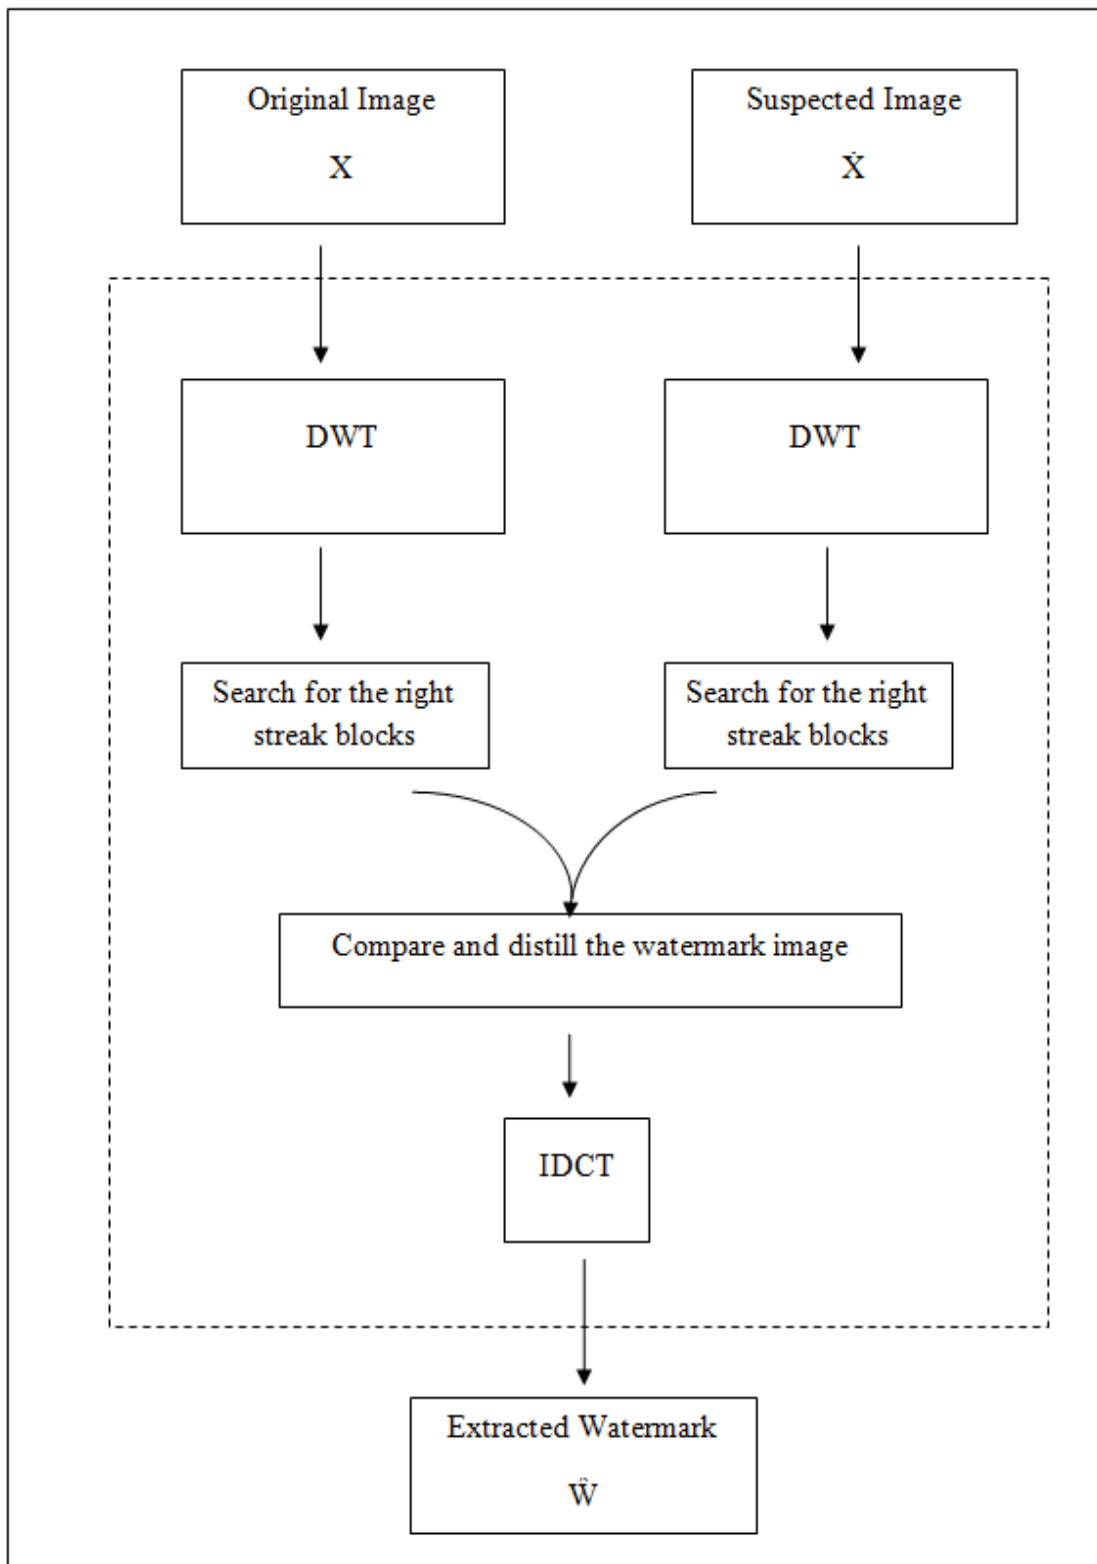 Original Image
X
Suspected Image
Ẋ
DWT
DWT
Search for the right
streak blocks
Search for the right
streak blocks
Compare and distill the watermark image
IDCT
Extracted Watermark
Ŵ